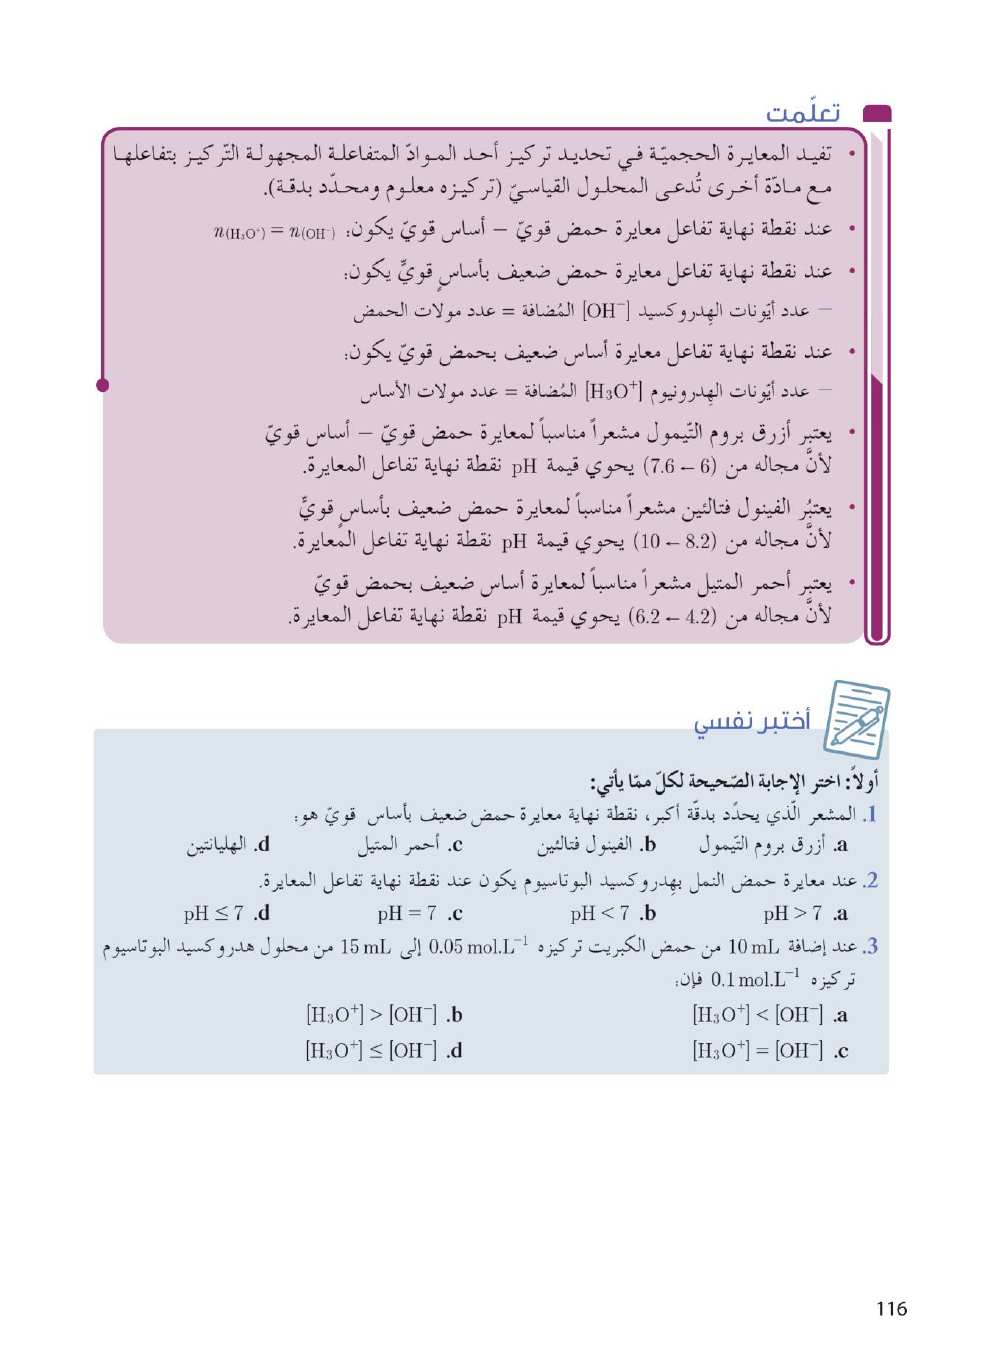 تعلّمت
• تفيد المعايرة الحجميّة في تحديد تركيز أحد الموادّ المتفاعلة المجهولة التّركيز بتفاعلها
مع مادّة أخرى تُدعى المحلول القياسيّ (تركيزه معلوم ومحدّد بدقة).
• عند نقطة نهاية تفاعل معايرة حمض قويّ – أساس قويّ يكون: n(H₃O⁺) = n(OH⁻)
• عند نقطة نهاية تفاعل معايرة حمض ضعيف بأساسٍ قويٍّ يكون:
– عدد أيّونات الهِدروكسيد [OH⁻] المُضافة = عدد مولات الحمض
• عند نقطة نهاية تفاعل معايرة أساس ضعيف بحمض قويّ يكون:
– عدد أيّونات الهِدرونيوم [H₃O⁺] المُضافة = عدد مولات الأساس
• يعتبر أزرق بروم التّيمول مشعراً مناسباً لمعايرة حمض قويّ – أساس قويّ
لأنَّ مجاله من (6 – 7.6) يحوي قيمة pH نقطة نهاية تفاعل المعايرة.
• يعتبُر الفينول فتالئين مشعراً مناسباً لمعايرة حمض ضعيف بأساس قويٍّ
لأنَّ مجاله من (8.2 – 10) يحوي قيمة pH نقطة نهاية تفاعل المُعايرة.
• يعتبر أحمر المتيل مشعراً مناسباً لمعايرة أساس ضعيف بحمض قويّ
لأنَّ مجاله من (4.2 – 6.2) يحوي قيمة pH نقطة نهاية تفاعل المعايرة.
أختبر نفسي
أولاً: اختر الإجابة الصّحيحة لكلّ ممّا يأتي:
1. المشعر الّذي يحدّد بدقّة أكبر، نقطة نهاية معايرة حمض ضعيف بأساس قويّ هو:
a. أزرق بروم التّيمول b. الفينول فتالئين c. أحمر المتيل d. الهليانتين
2. عند معايرة حمض النمل بهِدروكسيد البوتاسيوم يكون عند نقطة نهاية تفاعل المعايرة.
a. pH > 7 b. pH < 7 c. pH = 7 d. pH ≤ 7
3. عند إضافة 10 mL من حمض الكبريت تركيزه 0.05 mol.L⁻¹ إلى 15 mL من محلول هدروكسيد البوتاسيوم
تركيزه 0.1 mol.L⁻¹ فإن:
a. [H₃O⁺] < [OH⁻] b. [H₃O⁺] > [OH⁻]
c. [H₃O⁺] = [OH⁻] d. [H₃O⁺] ≤ [OH⁻]
116